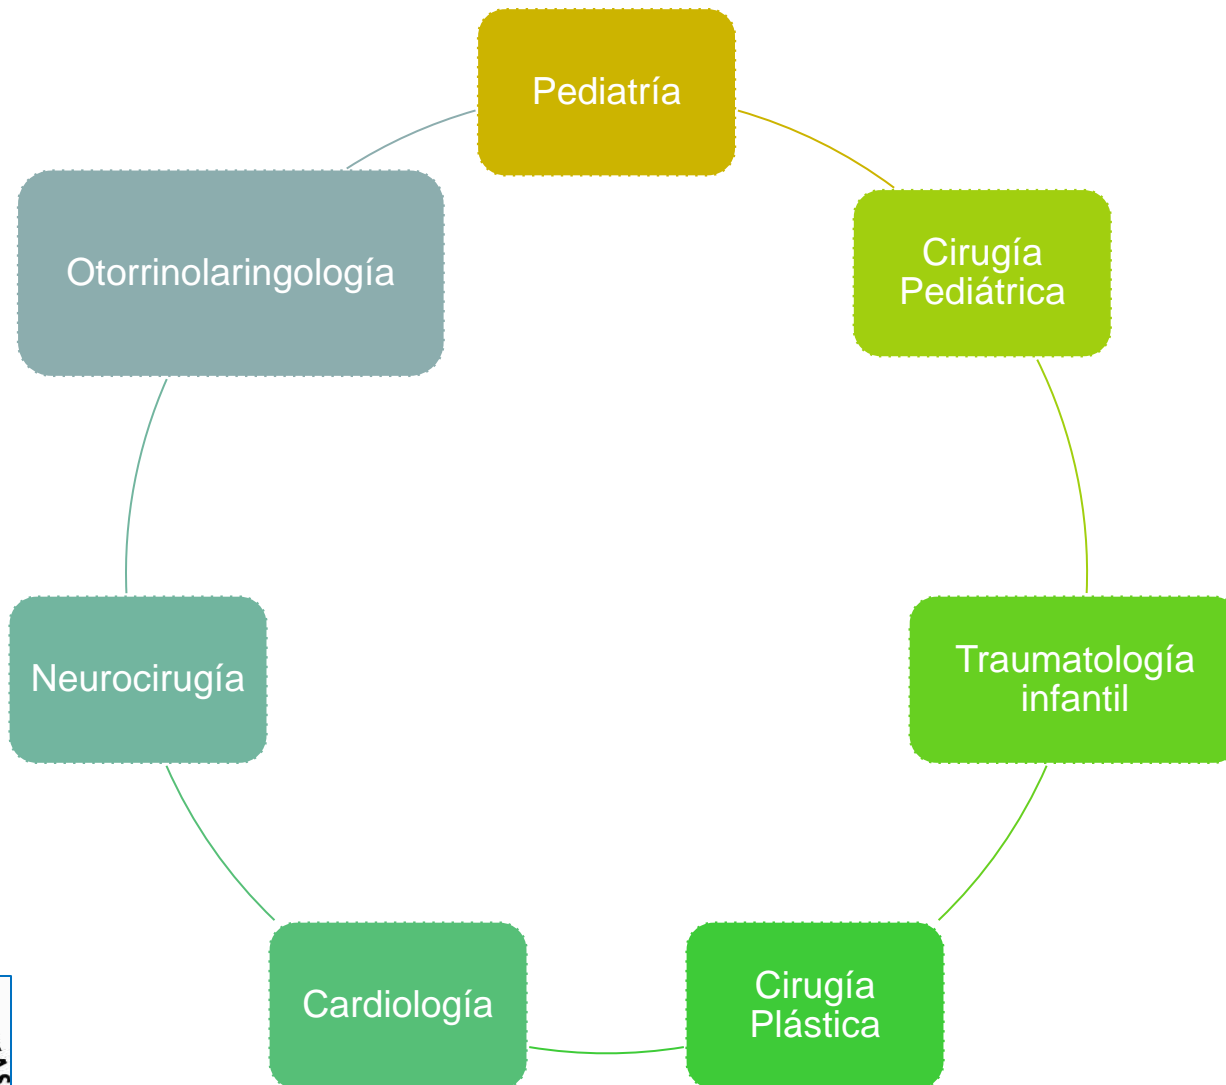 Pediatría
Cirugía
Pediátrica
Traumatología
infantil
Cirugía
Plástica
Cardiología
Neurocirugía
Otorrinolaringología